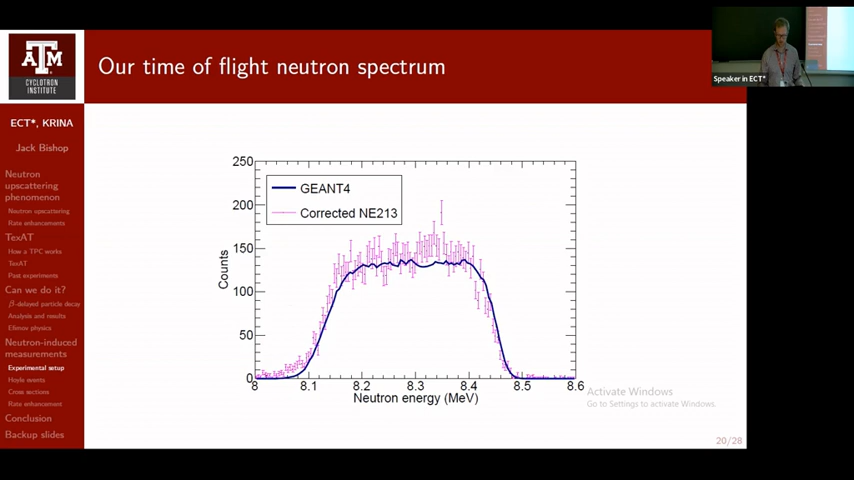 Our time of flight neutron spectrum
Speaker in ECT*
A|M
CYCLOTRON
INSTITUTE
ECT*, KRINA
Jack Bishop
Neutron
upscattering
phenomenon
Neutron upscattering
Rate enhancements
TexAT
How a TPC works
TexAT
Past experiments
Can we do it?
β-delayed particle decay
Analysis and results
Efimov physics
Neutron-induced
measurements
Experimental setup
Hoyle events
Cross sections
Rate enhancement
Conclusion
Backup slides
250
200
150
100
50
0
Counts
GEANT4
Corrected NE213
8 8.1 8.2 8.3 8.4 8.5 8.6
Neutron energy (MeV)
Activate Windows
Go to Settings to activate Windows.
20/28